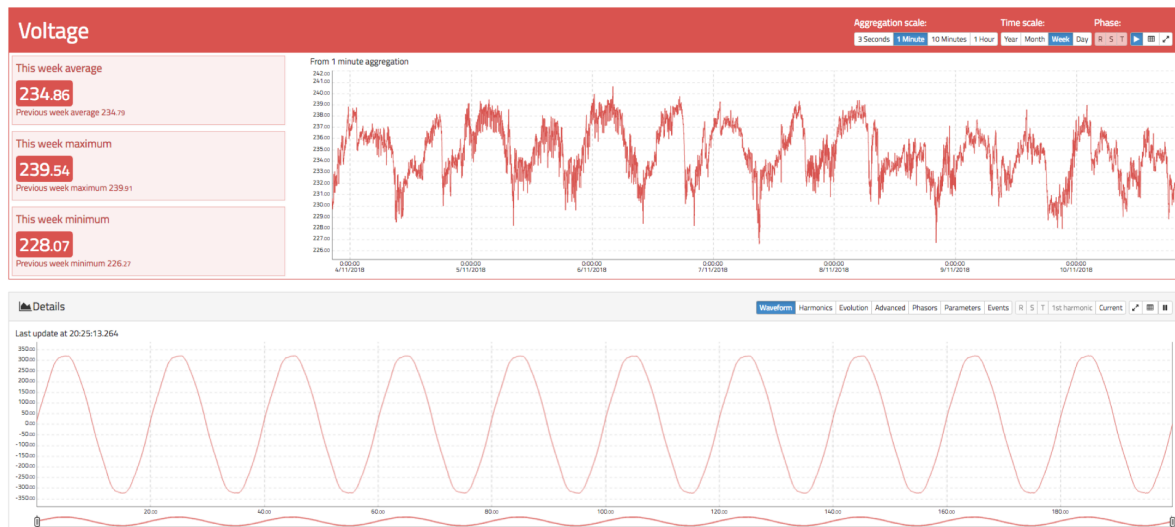 Voltage
Aggregation scale: Time scale: Phase:
3 Seconds 1 Minute 10 Minutes 1 Hour Year Month Week Day R S T
This week average
234.86
Previous week average 234.79
This week maximum
239.54
Previous week maximum 239.91
This week minimum
228.07
Previous week minimum 226.27
From 1 minute aggregation
242.00
241.00
239.00
238.00
237.00
236.00
235.00
234.00
233.00
232.00
231.00
230.00
229.00
228.00
227.00
226.00
0:00:00 0:00:00 0:00:00 0:00:00 0:00:00 0:00:00 0:00:00
4/11/2018 5/11/2018 6/11/2018 7/11/2018 8/11/2018 9/11/2018 10/11/2018
Details
Waveform Harmonics Evolution Advanced Phasors Parameters Events R S T 1st harmonic Current
Last update at 20:25:13.264
350.00
300.00
250.00
200.00
150.00
100.00
50.00
0.00
-50.00
-100.00
-150.00
-200.00
-250.00
-300.00
-350.00
20.00 40.00 60.00 80.00 100.00 120.00 140.00 160.00 180.00